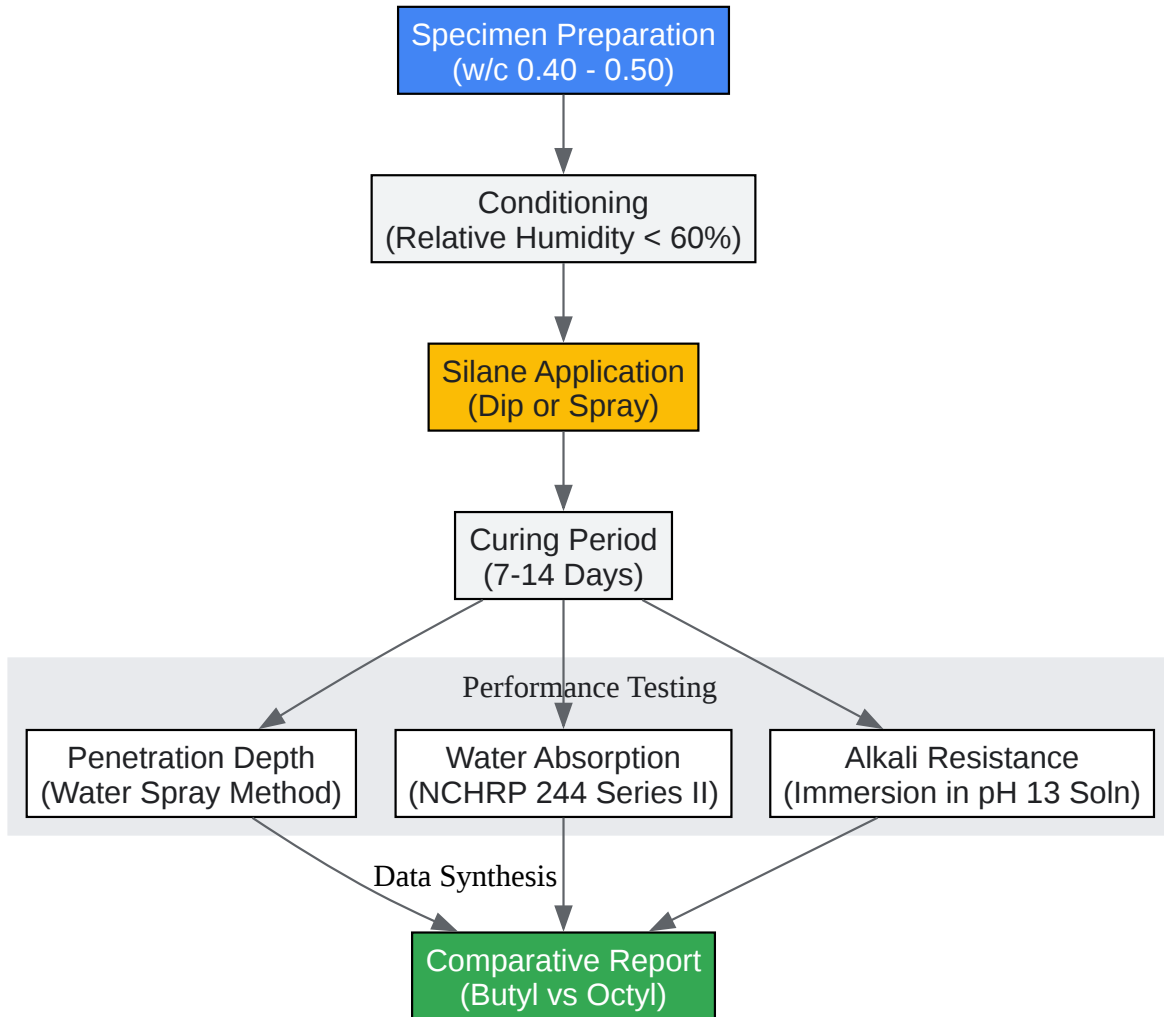 Specimen Preparation
(w/c 0.40 - 0.50)
Conditioning
(Relative Humidity < 60%)
Silane Application
(Dip or Spray)
Curing Period
(7-14 Days)
Performance Testing
Penetration Depth
(Water Spray Method)
Water Absorption
(NCHRP 244 Series II)
Alkali Resistance
(Immersion in pH 13 Soln)
Data Synthesis
Comparative Report
(Butyl vs Octyl)